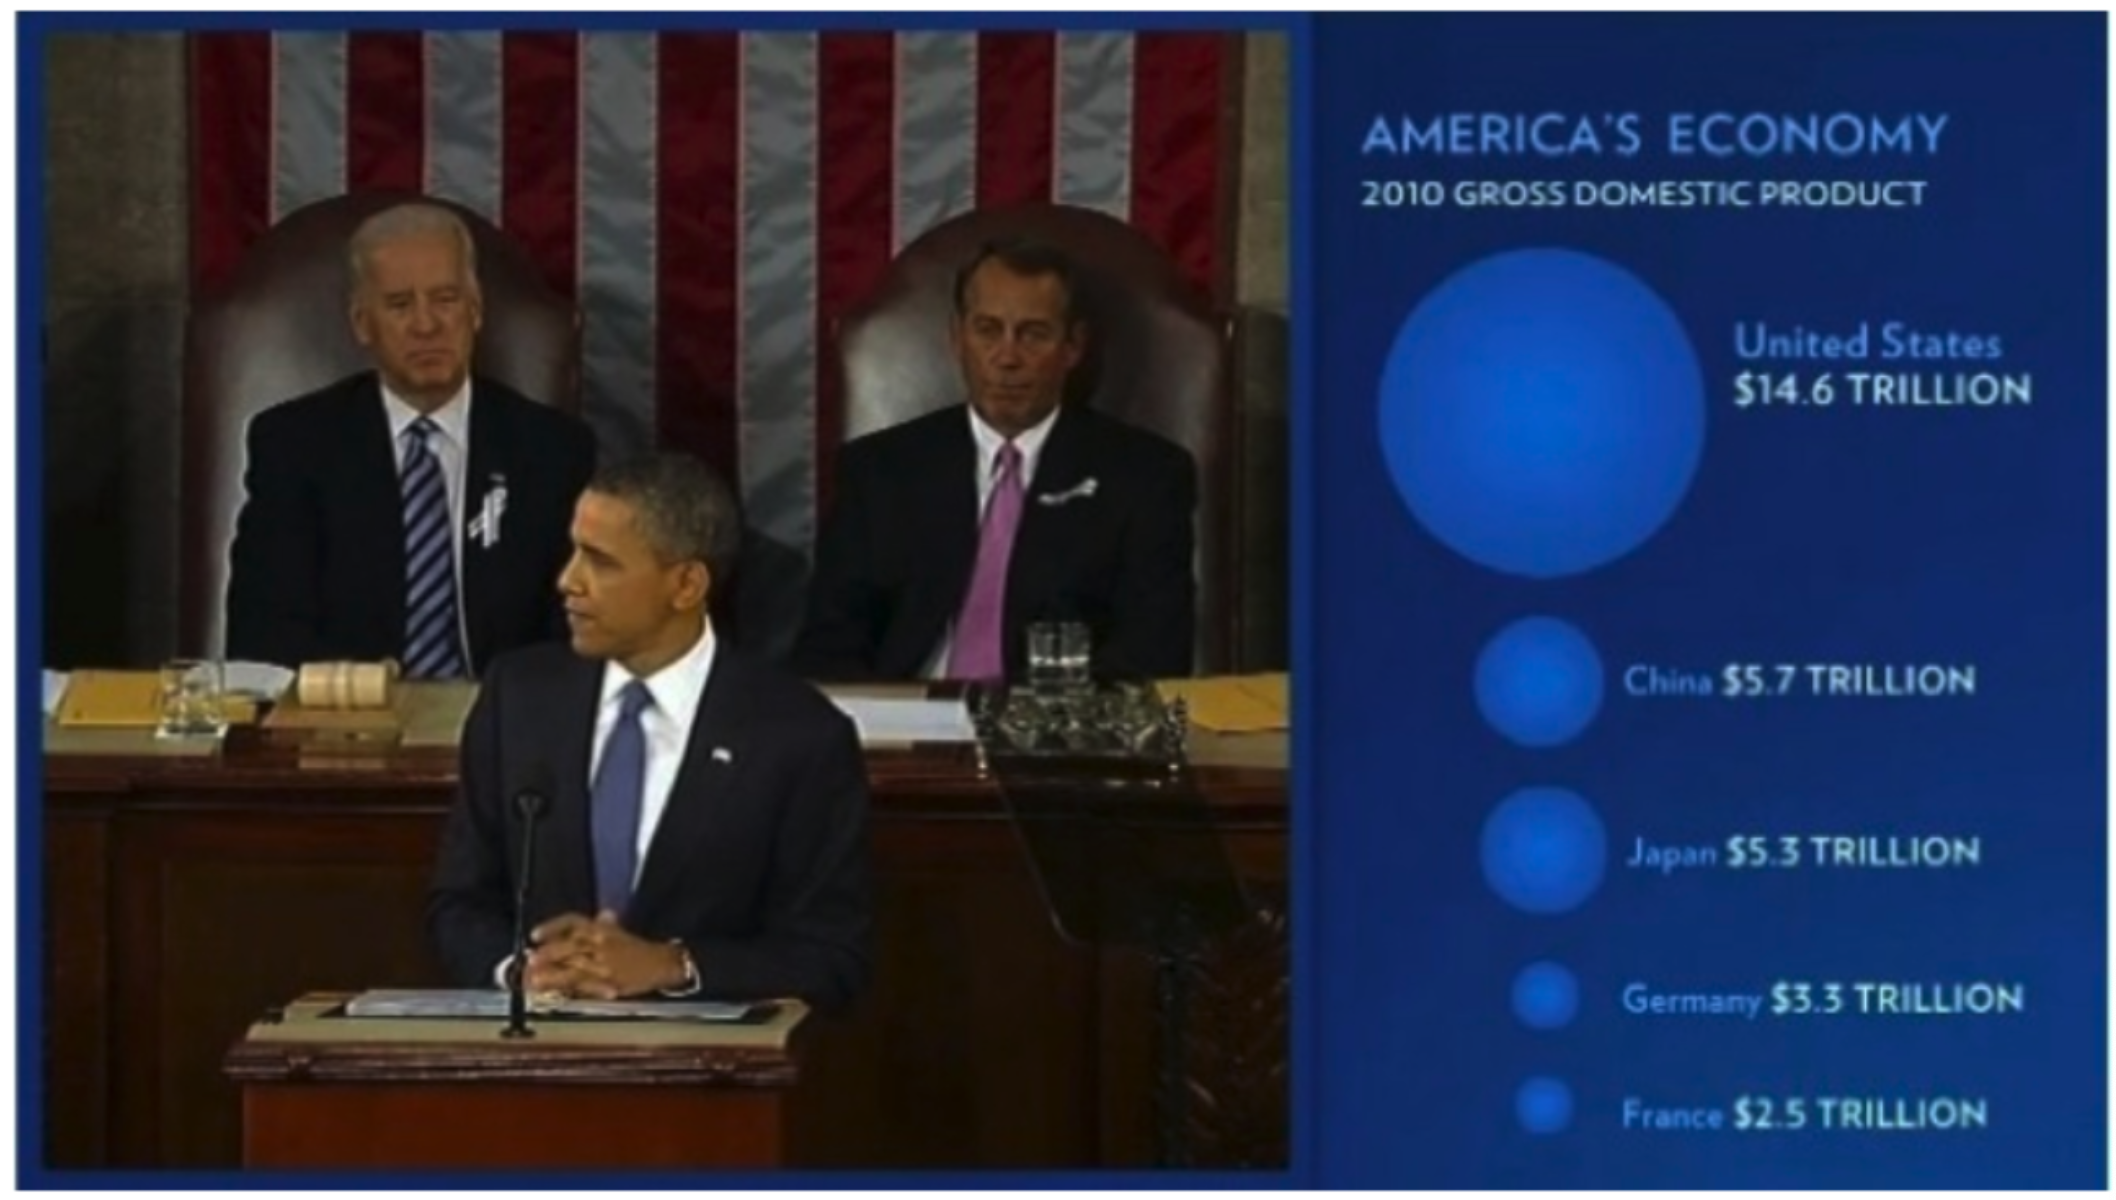 AMERICA'S ECONOMY
2010 GROSS DOMESTIC PRODUCT
United States
$14.6 TRILLION
China $5.7 TRILLION
Japan $5.3 TRILLION
Germany $3.3 TRILLION
France $2.5 TRILLION